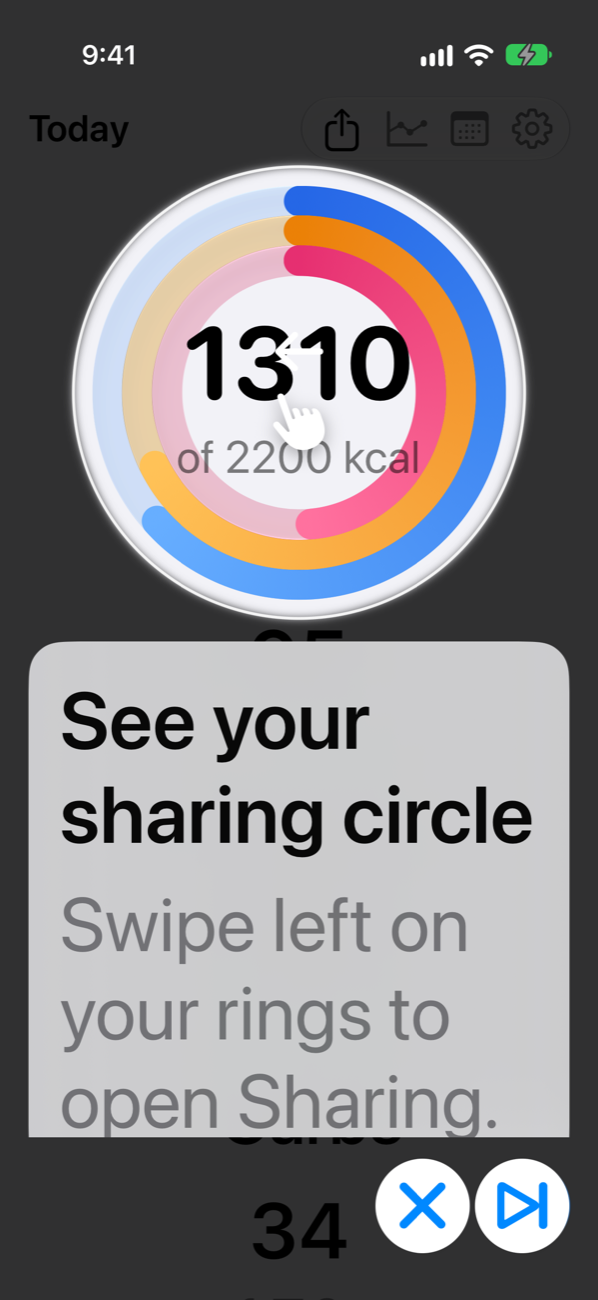 9:41
Today
1310
of 2200 kcal
See your
sharing circle
Swipe left on
your rings to
open Sharing.
Carbs
34